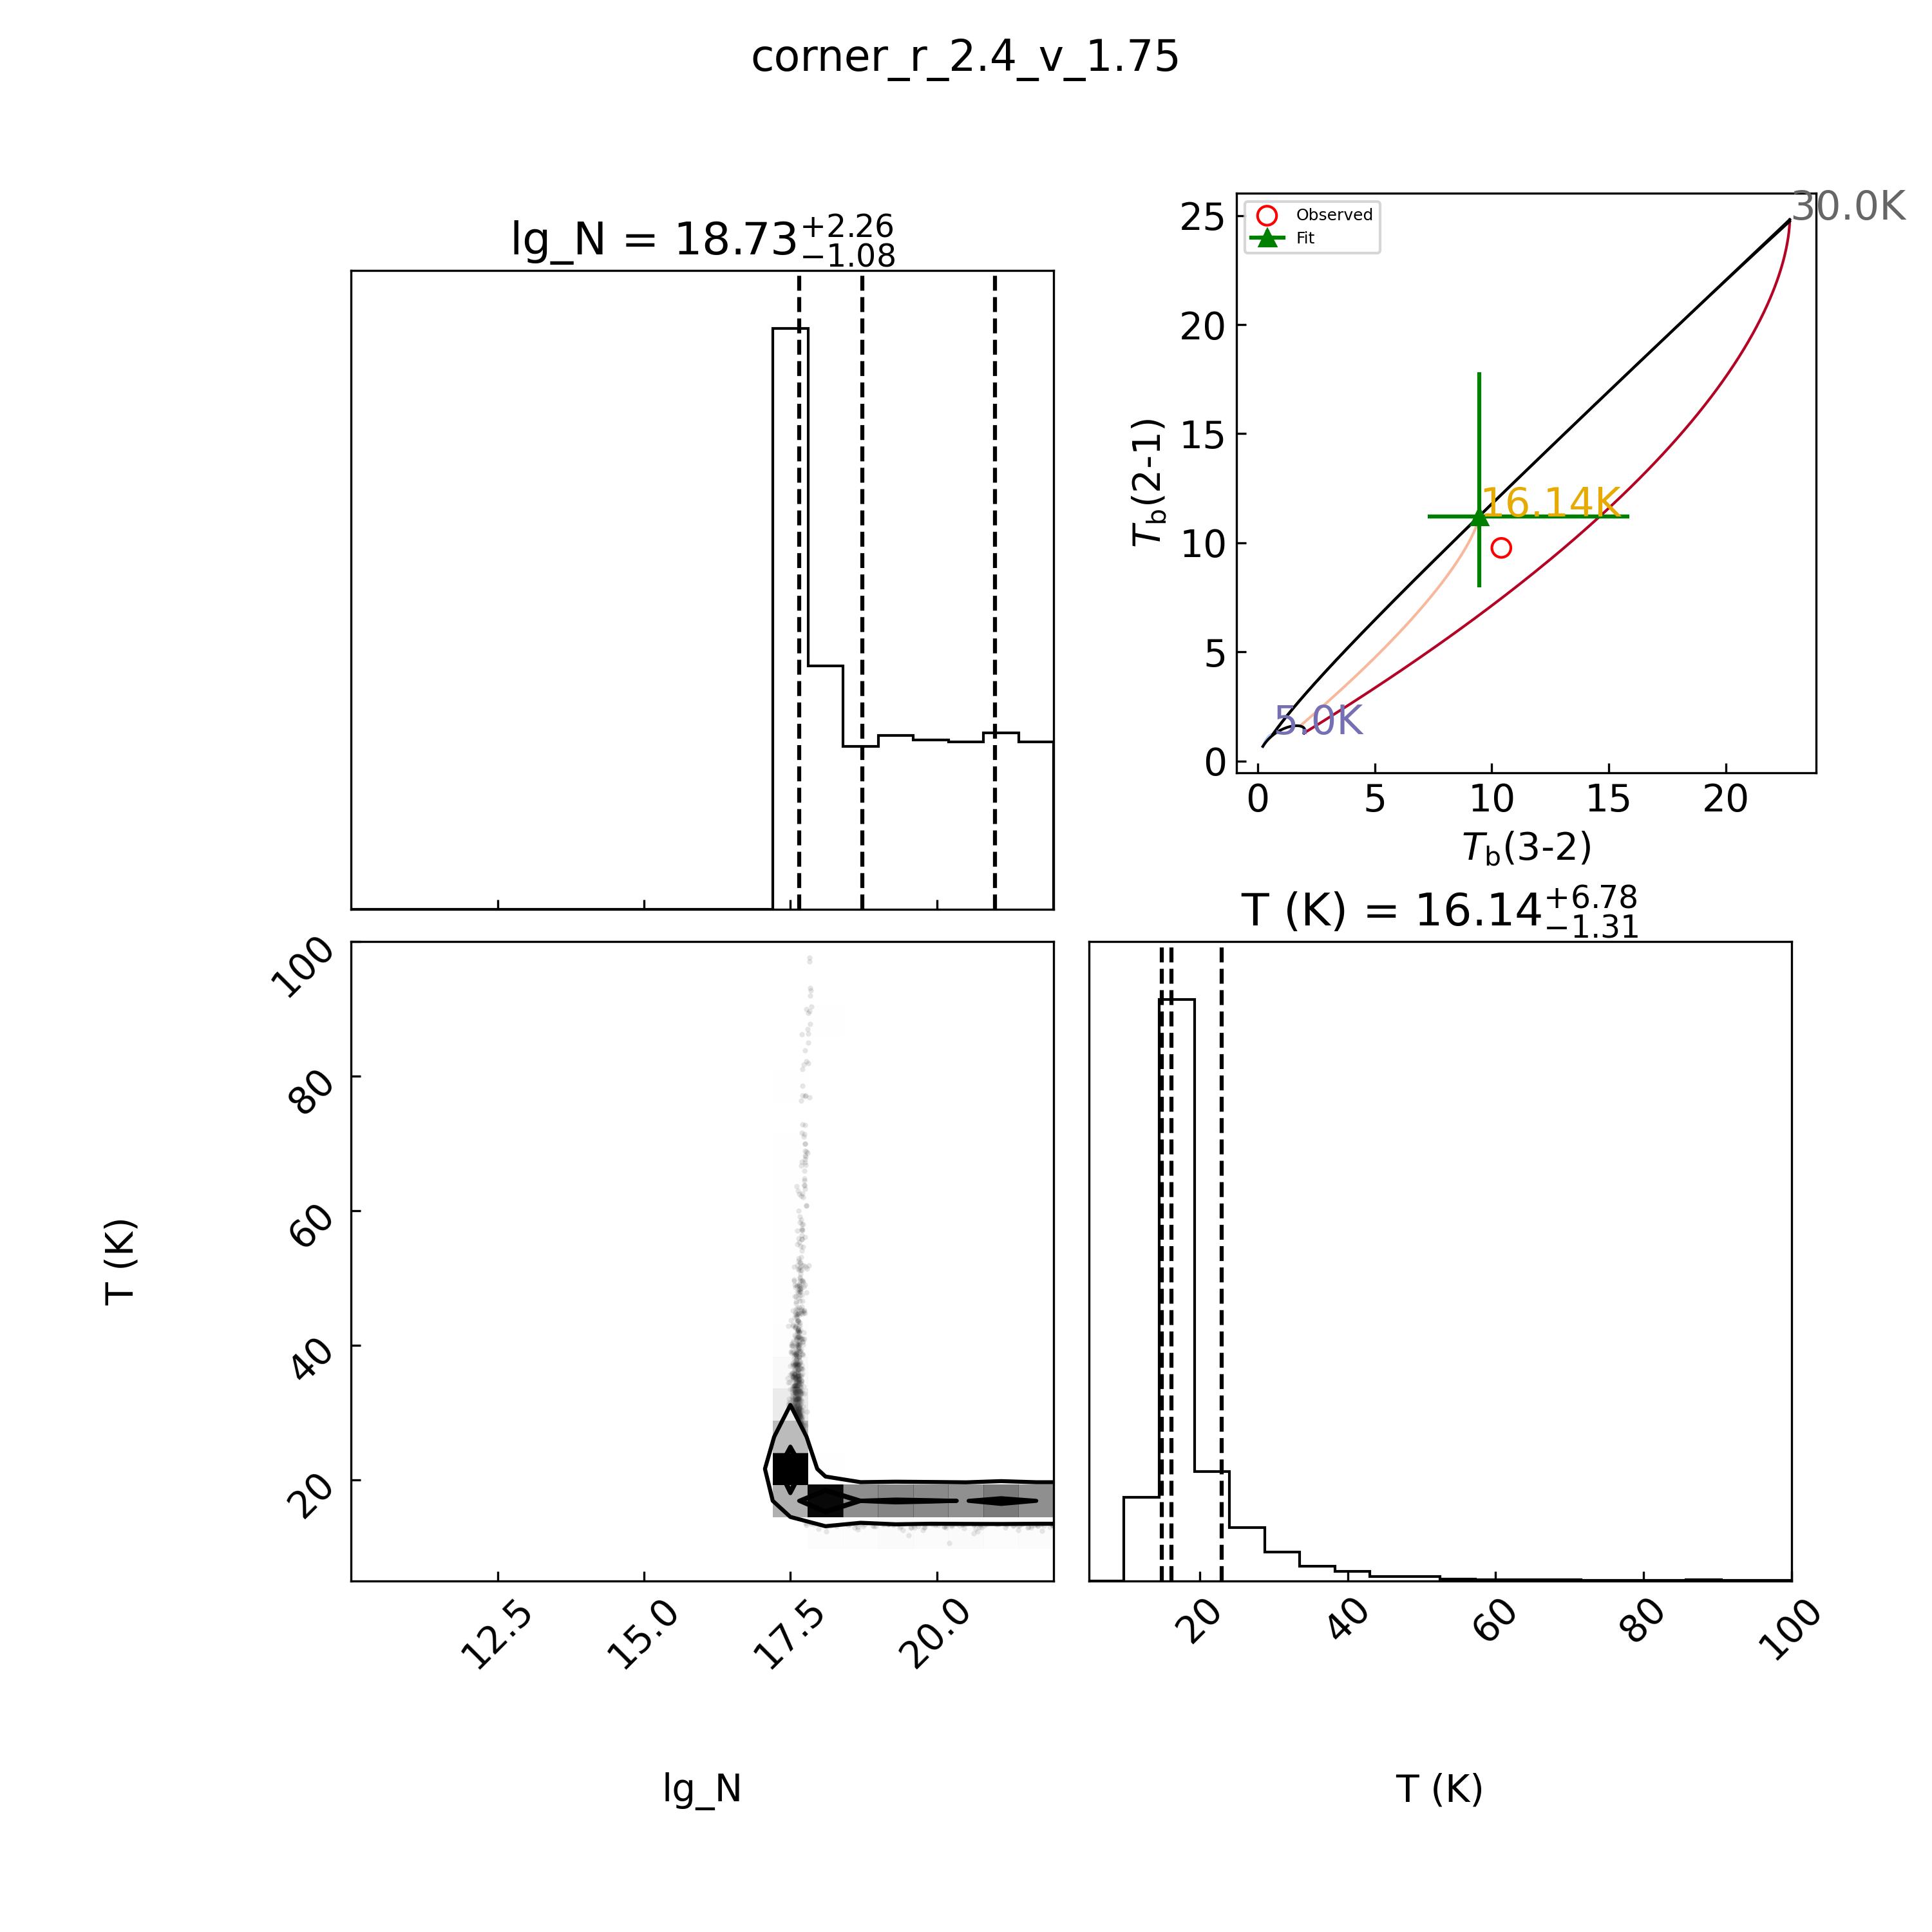 corner_r_2.4_v_1.75
lg_N = 18.73+2.26−1.08
25
20
15
10
5
0
Tb(2-1)
Observed
Fit
30.0K
16.14K
5.0K
0 5 10 15 20
Tb(3-2)
T (K) = 16.14+6.78−1.31
100
80
60
40
20
T (K)
12.5 15.0 17.5 20.0
lg_N
20 40 60 80 100
T (K)